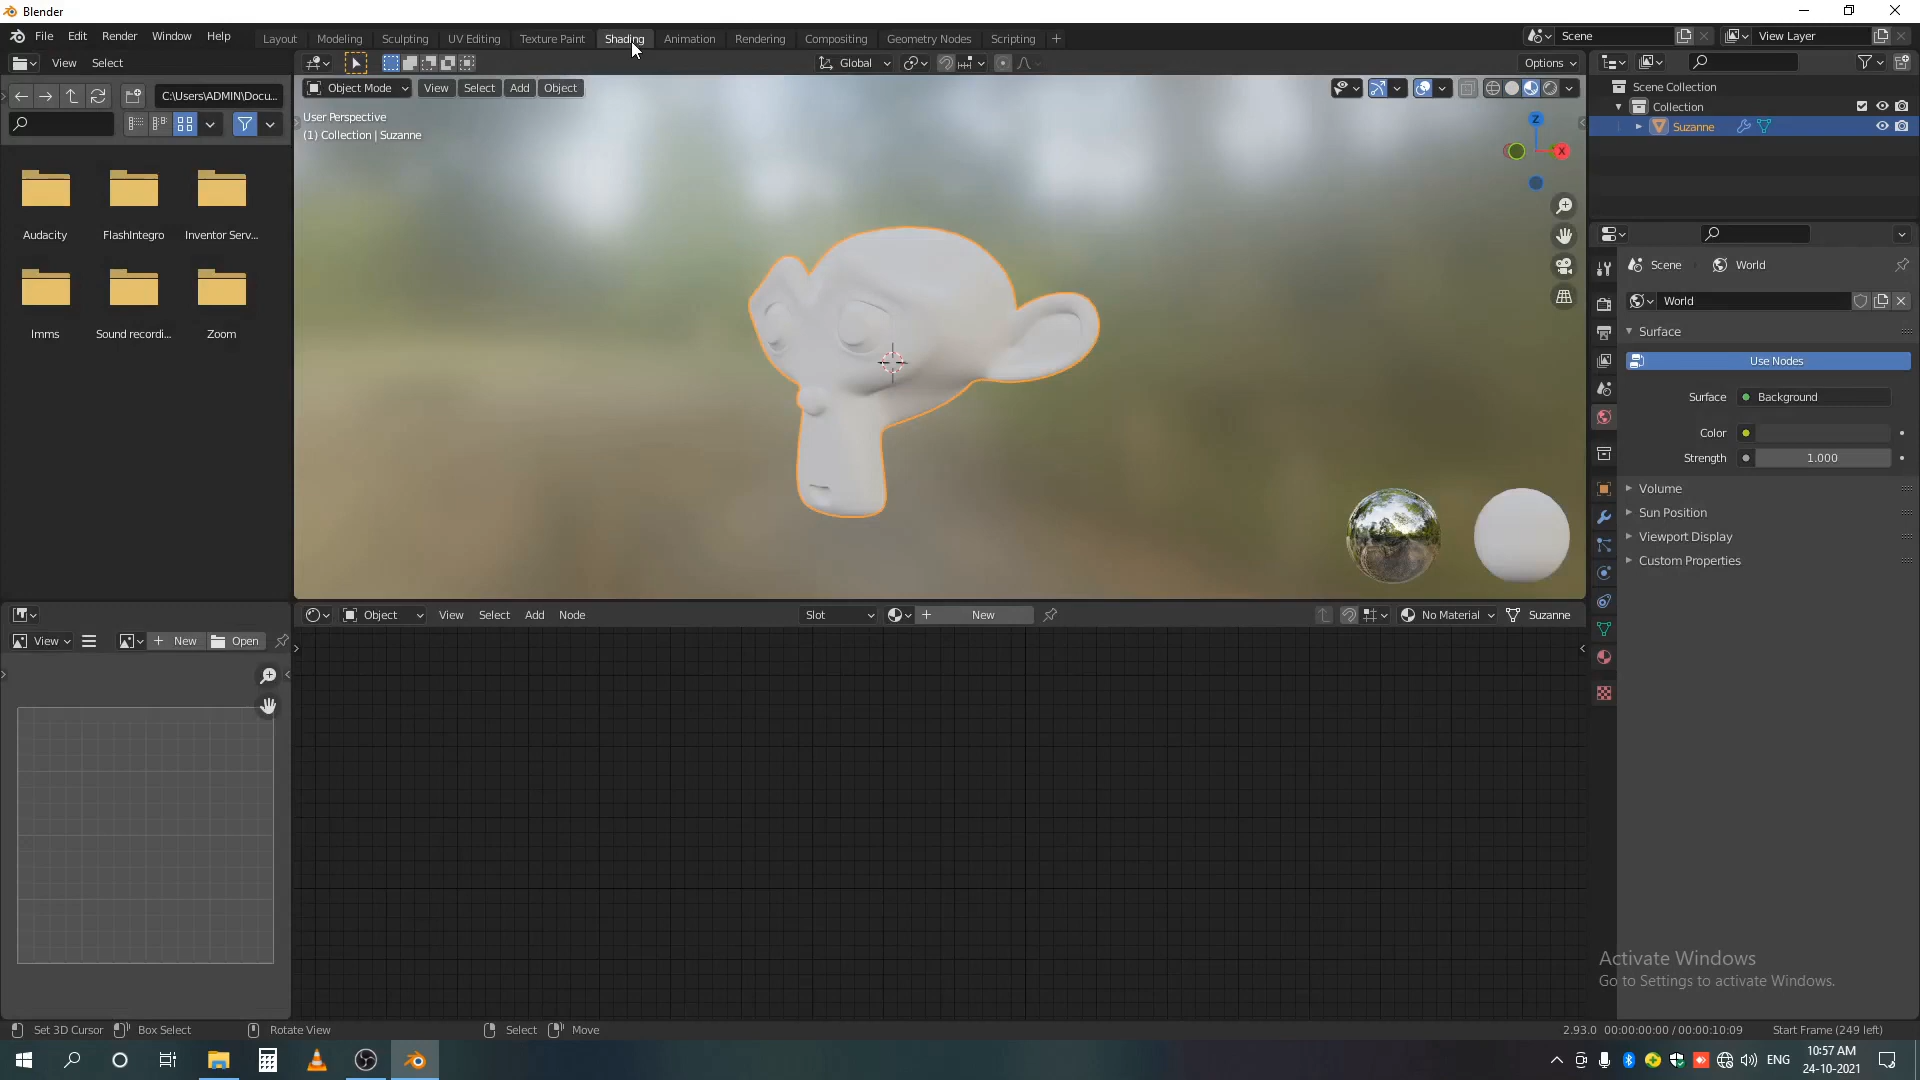 Blender
File Edit Render Window Help Layout Modeling Sculpting UV Editing Texture Paint Shading Animation Rendering Compositing Geometry Nodes Scripting + Scene View Layer
View Select
Global Options
C:\Users\ADMIN\Docu...
Object Mode View Select Add Object
User Perspective
(1) Collection | Suzanne
Z
X
Scene Collection
Collection
Suzanne
Audacity FlashIntegro Inventor Serv...
Imms Sound recordi... Zoom
Scene World
World
Surface
Use Nodes
Surface Background
Color
Strength 1.000
Volume
Sun Position
Viewport Display
Custom Properties
Object View Select Add Node Slot + New No Material Suzanne
View + New Open
Activate Windows
Go to Settings to activate Windows.
Set 3D Cursor Box Select Rotate View Select Move 2.93.0 00:00:00:00 / 00:00:10:09 Start Frame (249 left)
ENG 10:57 AM
24-10-2021